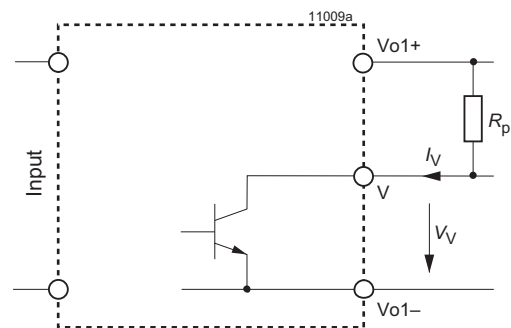 11009a
Vo1+
Rp
IV
Input
V
VV
Vo1–